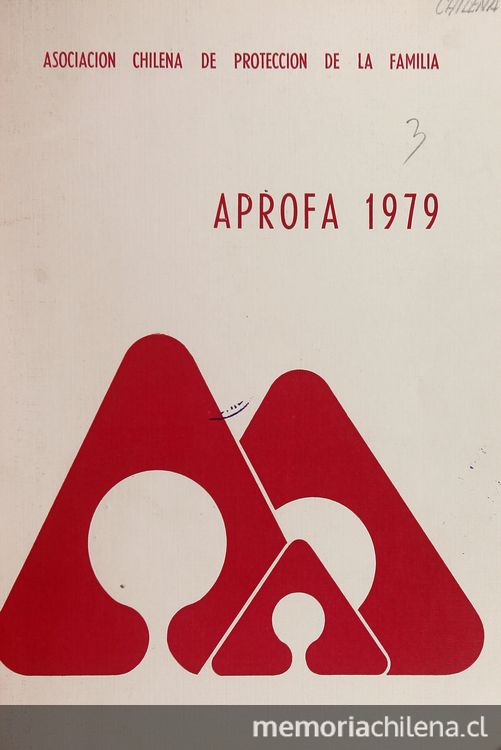 CHILENA
ASOCIACION CHILENA DE PROTECCION DE LA FAMILIA
3
APROFA 1979
memoriachilena.cl